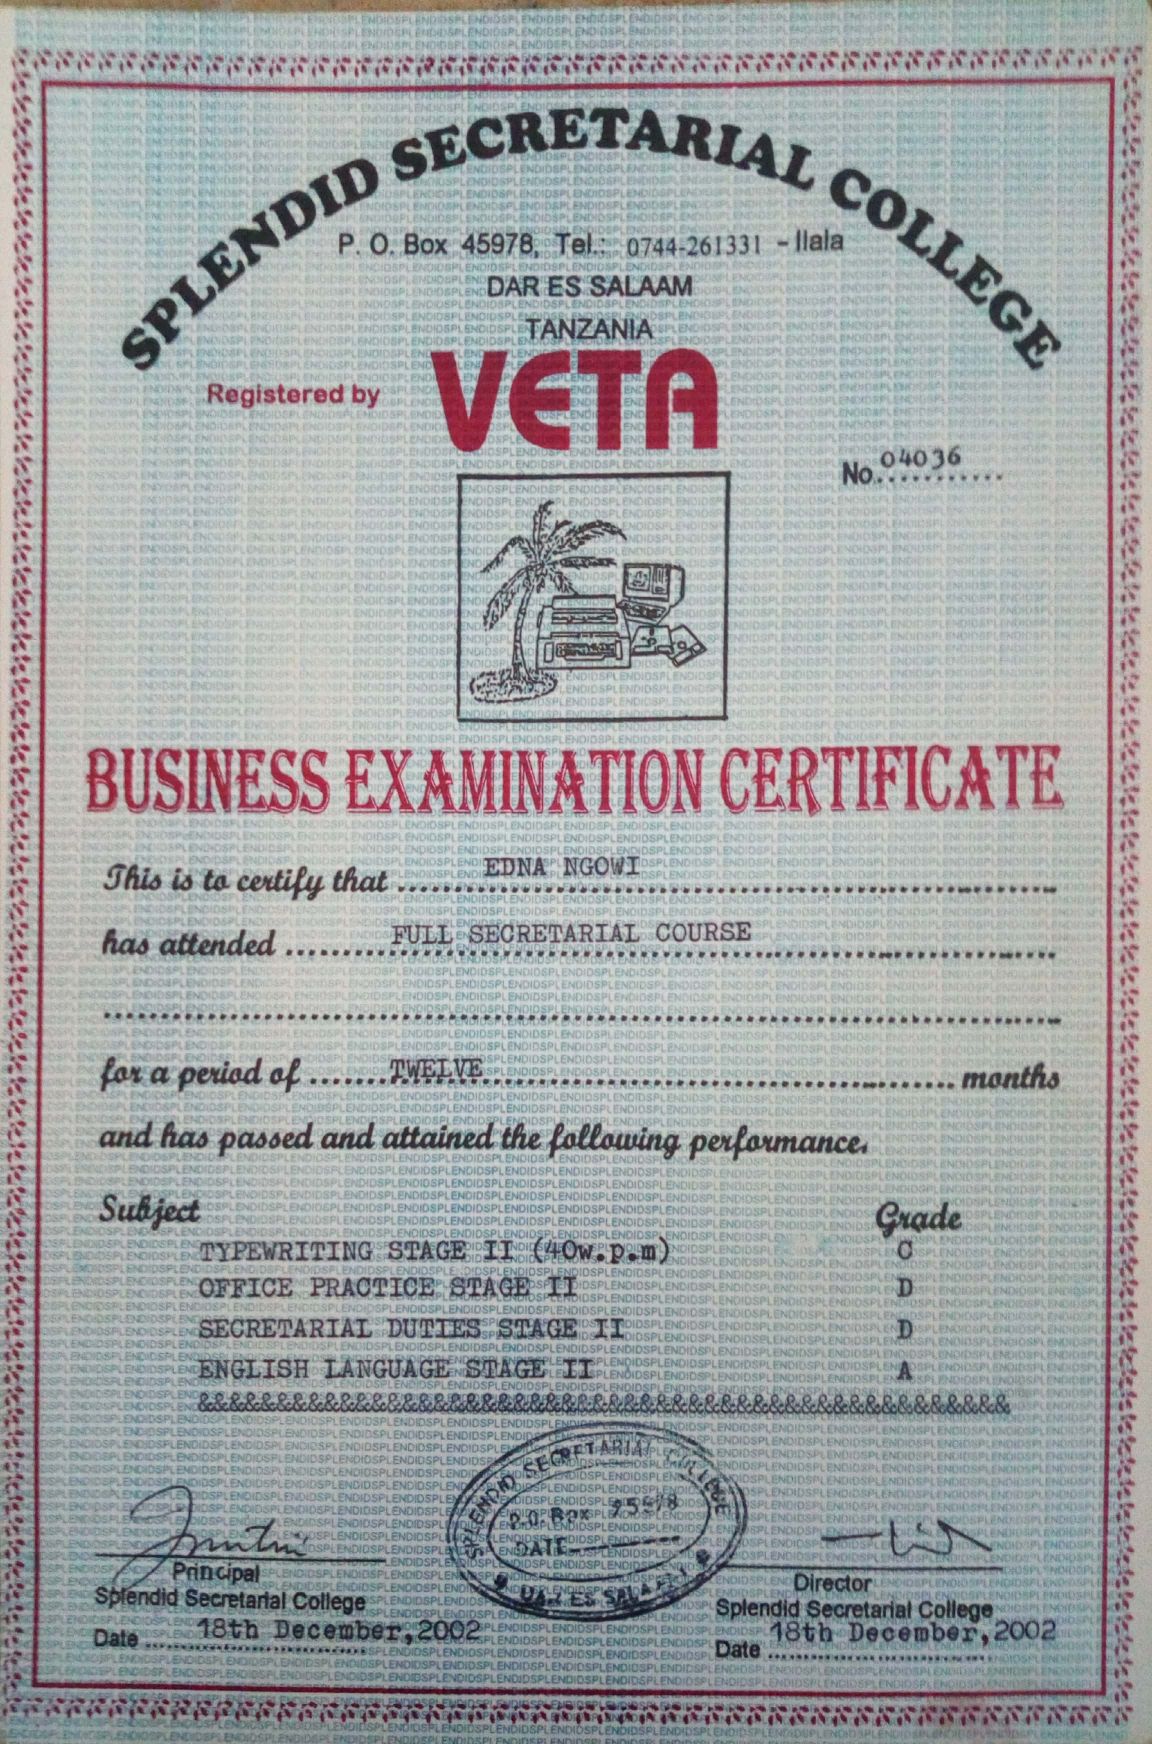 SPLENDID SECRETARIAL COLLEGE
P. O. Box 45978, Tel.: 0744-261331 - Ilala
DAR ES SALAAM
TANZANIA
Registered by VETA
No. 04036
BUSINESS EXAMINATION CERTIFICATE
This is to certify that EDNA NGOWI
has attended FULL SECRETARIAL COURSE
for a period of TWELVE months
and has passed and attained the following performance.
Subject Grade
TYPEWRITING STAGE II (40w.p.m) C
OFFICE PRACTICE STAGE II D
SECRETARIAL DUTIES STAGE II D
ENGLISH LANGUAGE STAGE II A
&&&&&&&&&&&&&&&&&&&&&&&&&&&&&&&&&&&&&&&&&&&&&&&&&&&&
SPLENDID SECRETARIAL COLLEGE
P.O. Box
DATE
DAR ES SALAAM
Principal
Splendid Secretarial College
Date 18th December,2002
Director
Splendid Secretarial College
Date 18th December,2002